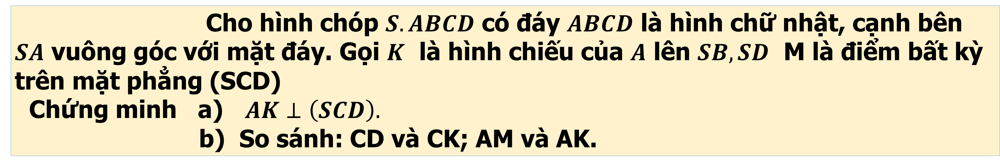 Cho hình chóp S.ABCD có đáy ABCD là hình chữ nhật, cạnh bên
SA vuông góc với mặt đáy. Gọi K là hình chiếu của A lên SB,SD M là điểm bất kỳ
trên mặt phẳng (SCD)
Chứng minh a) AK ⊥ (SCD).
b) So sánh: CD và CK; AM và AK.